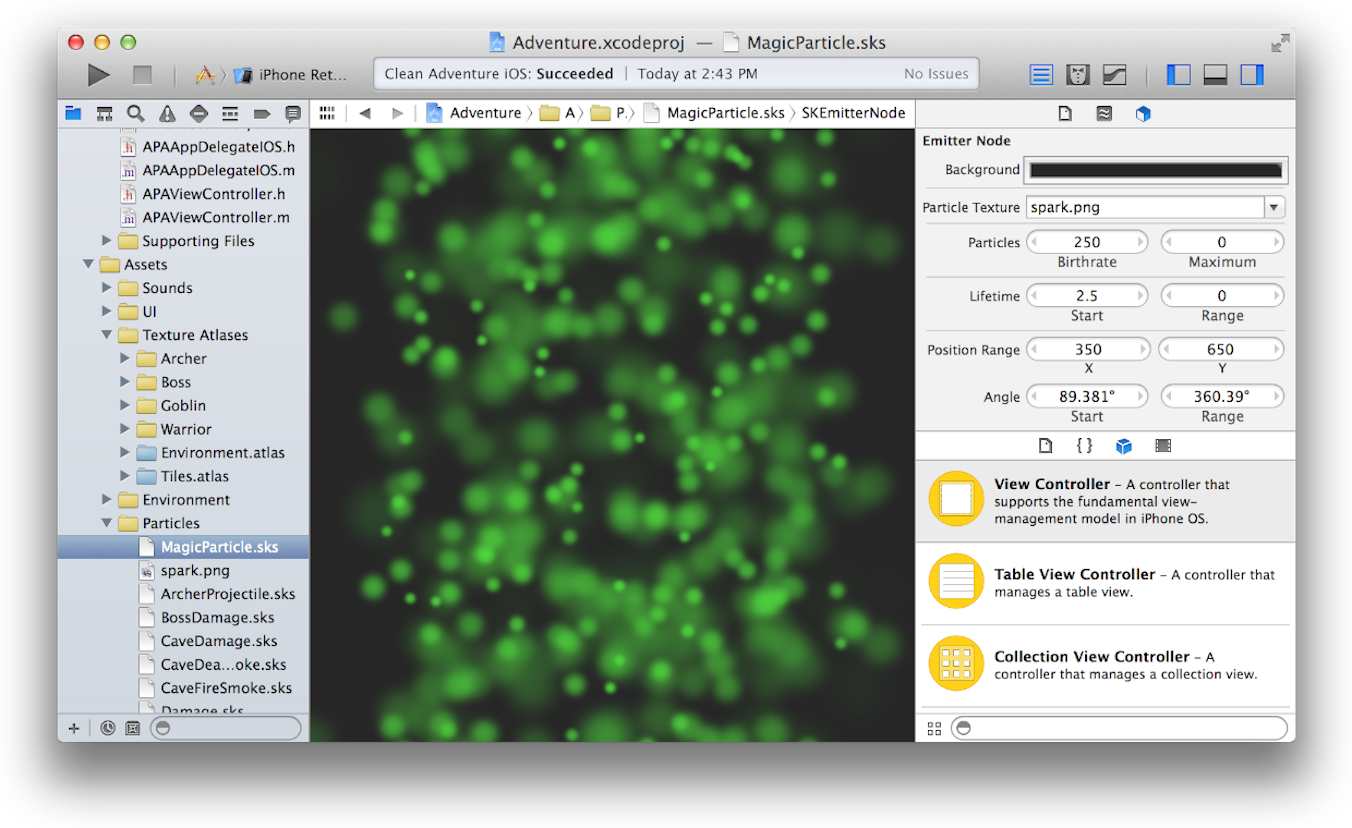 Adventure.xcodeproj — MagicParticle.sks
iPhone Ret...
Clean Adventure iOS: Succeeded | Today at 2:43 PM
No Issues
Adventure
A
P.
MagicParticle.sks
SKEmitterNode
APAAppDelegateIOS.h
APAAppDelegateIOS.m
APAViewController.h
APAViewController.m
Supporting Files
Assets
Sounds
UI
Texture Atlases
Archer
Boss
Goblin
Warrior
Environment.atlas
Tiles.atlas
Environment
Particles
MagicParticle.sks
spark.png
ArcherProjectile.sks
BossDamage.sks
CaveDamage.sks
CaveDea...oke.sks
CaveFireSmoke.sks
Damage.sks
Emitter Node
Background
Particle Texture spark.png
Particles 250 0
Birthrate Maximum
Lifetime 2.5 0
Start Range
Position Range 350 650
X Y
Angle 89.381° 360.39°
Start Range
View Controller – A controller that
supports the fundamental view-
management model in iPhone OS.
Table View Controller – A controller that
manages a table view.
Collection View Controller – A
controller that manages a collection view.